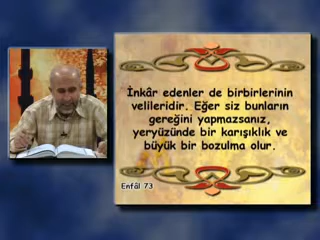 İnkâr edenler de birbirlerinin
velileridir. Eğer siz bunların
gereğini yapmazsanız,
yeryüzünde bir karışıklık ve
büyük bir bozulma olur.
Enfâl 73